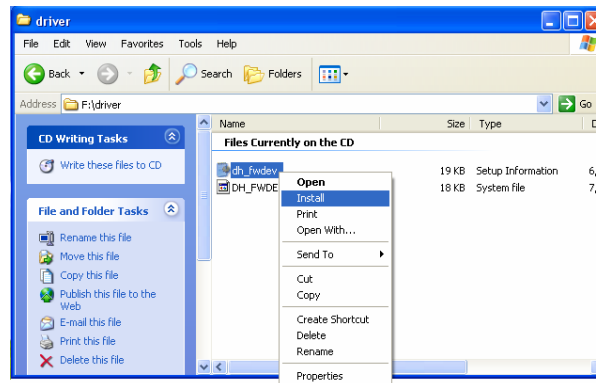 driver
File Edit View Favorites Tools Help
Back Search Folders
Address F:\driver Go
Name Size Type
CD Writing Tasks
Files Currently on the CD
Write these files to CD
dh_fwdev 19 KB Setup Information 6,
DH_FWDE 18 KB System file 7,
File and Folder Tasks
Rename this file
Move this file
Copy this file
Publish this file to the
Web
E-mail this file
Print this file
Delete this file
Open
Install
Print
Open With...
Send To
Cut
Copy
Create Shortcut
Delete
Rename
Properties